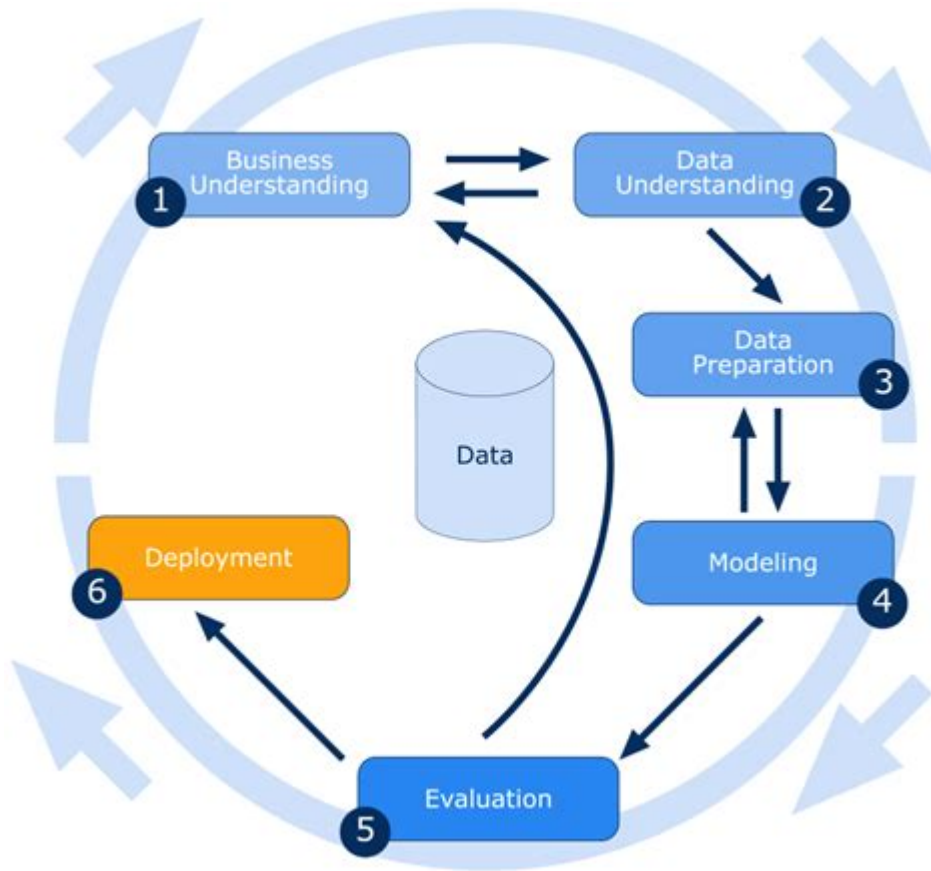 Business
Understanding
1
Data
Understanding
2
Data
Preparation
3
Data
Modeling
4
Deployment
6
Evaluation
5